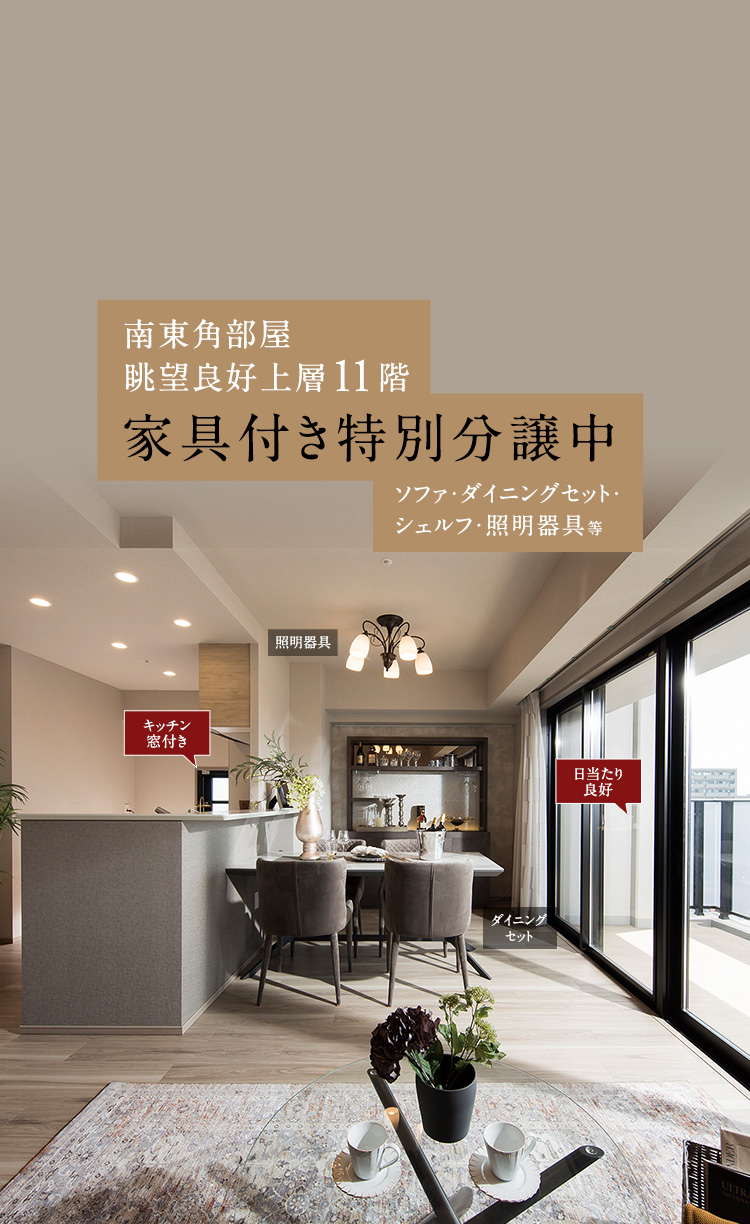 南東角部屋
眺望良好上層11階
家具付き特別分譲中
ソファ・ダイニングセット・
シェルフ・照明器具等
照明器具
キッチン
窓付き
日当たり
良好
ダイニング
セット